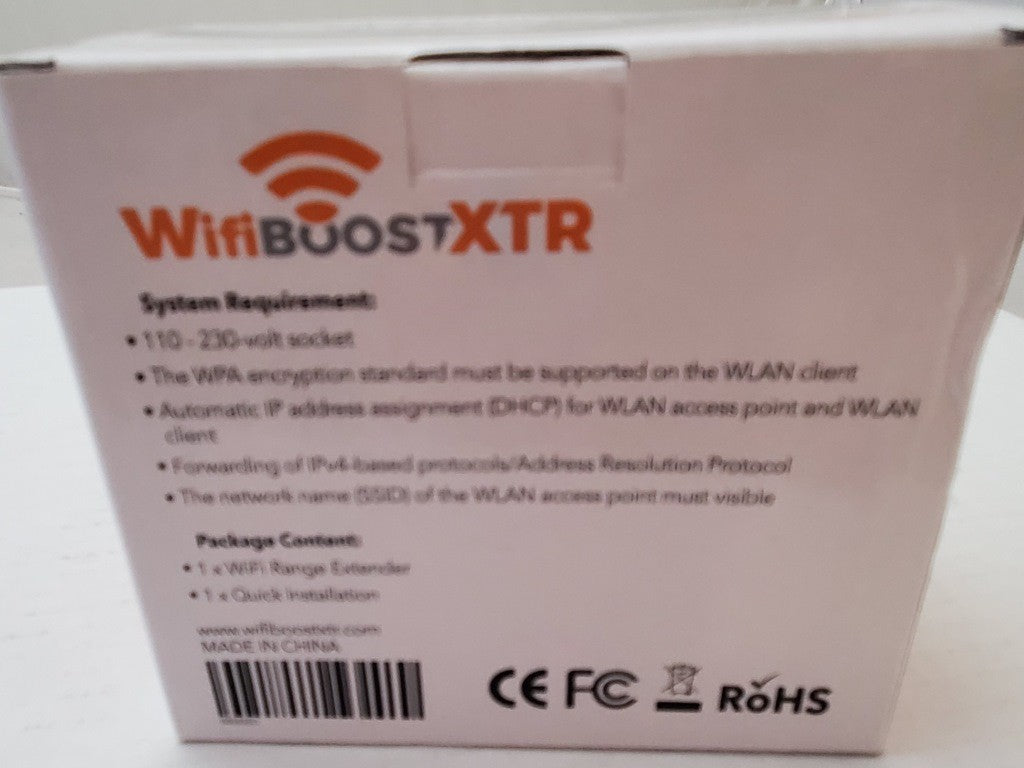 WifiBOOSTXTR
System Requirement:
• 110 - 230-volt socket
• The WPA encryption standard must be supported on the WLAN client
• Automatic IP address assignment (DHCP) for WLAN access point and WLAN
client
• Forwarding of IPv4-based protocols/Address Resolution Protocol
• The network name (SSID) of the WLAN access point must visible
Package Content:
• 1 x WiFi Range Extender
• 1 x Quick Installation
www.wifiboostxtr.com
MADE IN CHINA
CE FC RoHS